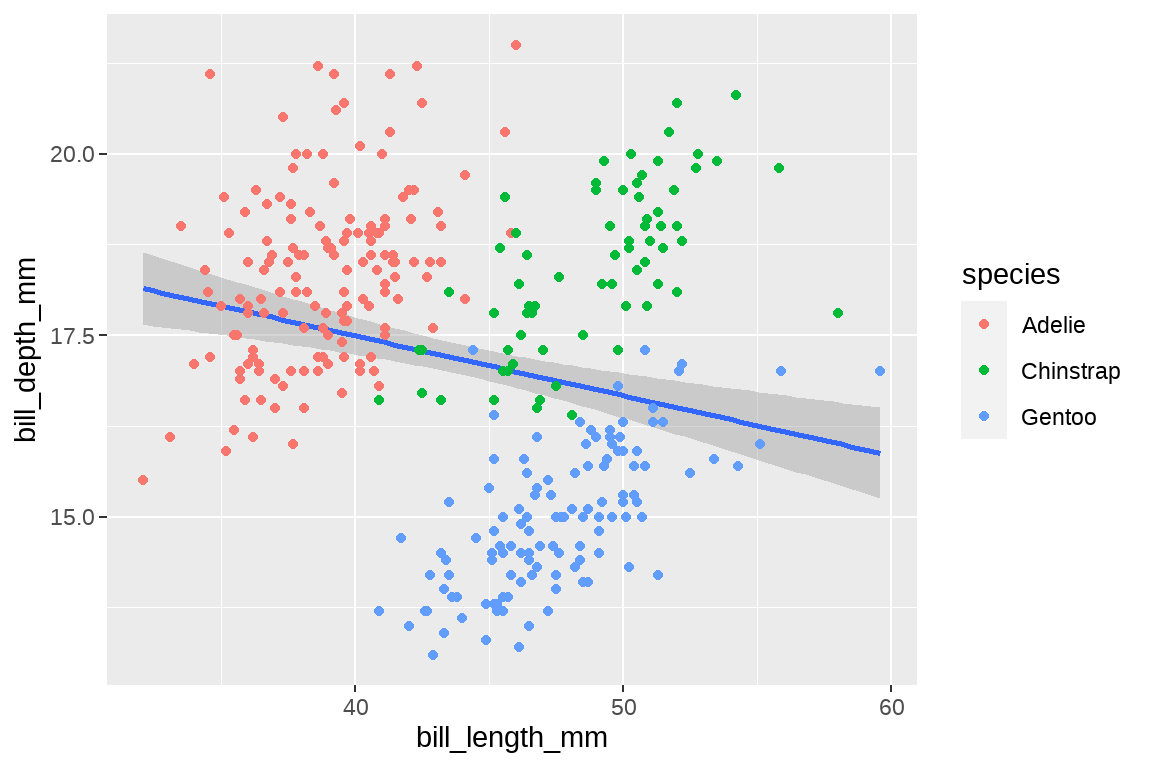 20.0
17.5
15.0
bill_depth_mm
40
50
60
bill_length_mm
species
Adelie
Chinstrap
Gentoo